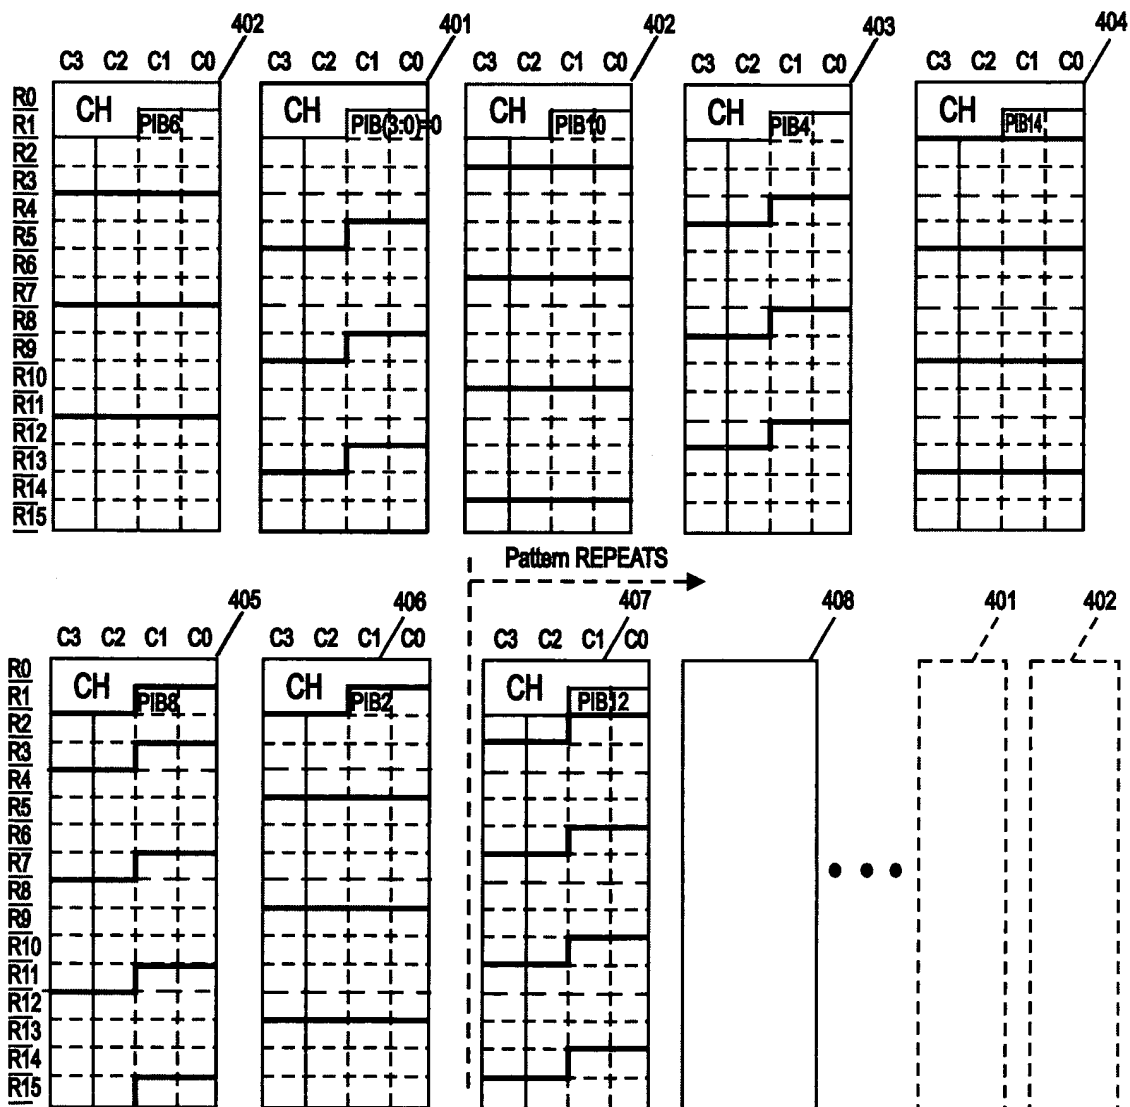 402 401 402 403 404
C3 C2 C1 C0 C3 C2 C1 C0 C3 C2 C1 C0 C3 C2 C1 C0 C3 C2 C1 C0
R0
R1
R2
R3
R4
R5
R6
R7
R8
R9
R10
R11
R12
R13
R14
R15
CH PIB6
CH PIB(3:0)=0
CH PIB10
CH PIB4
CH PIB14
Pattern REPEATS
405 406 407 408 401 402
C3 C2 C1 C0 C3 C2 C1 C0 C3 C2 C1 C0
R0
R1
R2
R3
R4
R5
R6
R7
R8
R9
R10
R11
R12
R13
R14
R15
CH PIB8
CH PIB2
CH PIB12